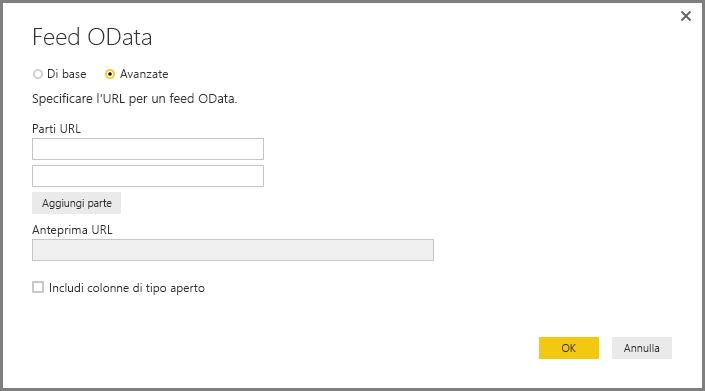 Feed OData
Di base Avanzate
Specificare l'URL per un feed OData.
Parti URL
Aggiungi parte
Anteprima URL
Includi colonne di tipo aperto
OK Annulla